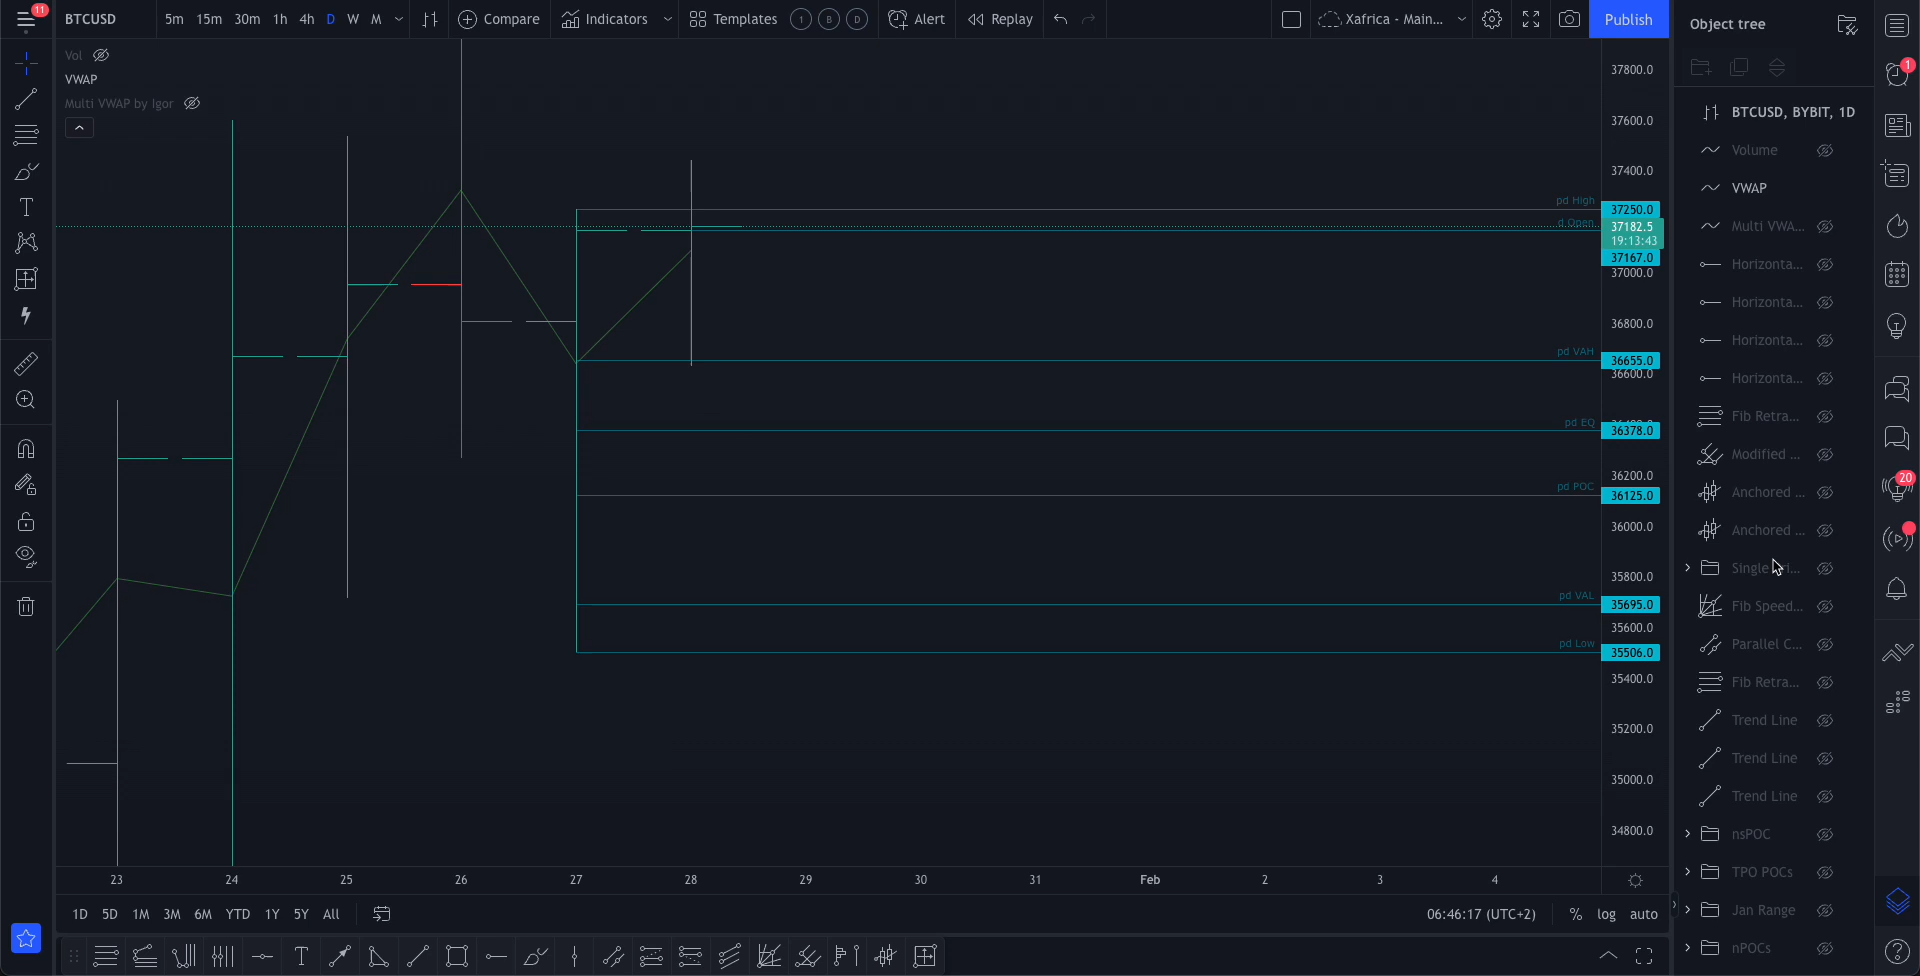 11
BTCUSD
5m 15m 30m 1h 4h D W M
Compare
Indicators
Templates
1 B D
Alert
Replay
Xafrica - Main...
Publish
Object tree
Vol
VWAP
Multi VWAP by Igor
37800.0
37600.0
37400.0
pd High 37250.0
d Open 37182.5
19:13:43
37167.0
37000.0
36800.0
pd VAH 36655.0
36600.0
pd EQ 36378.0
36200.0
pd POC 36125.0
36000.0
35800.0
pd VAL 35695.0
35600.0
pd Low 35506.0
35400.0
35200.0
35000.0
34800.0
23 24 25 26 27 28 29 30 31 Feb 2 3 4
1D 5D 1M 3M 6M YTD 1Y 5Y All
06:46:17 (UTC+2) % log auto
BTCUSD, BYBIT, 1D
Volume
VWAP
Multi VWA...
Horizonta...
Horizonta...
Horizonta...
Horizonta...
Fib Retra...
Modified ...
Anchored ...
Anchored ...
Single
Fib Speed...
Parallel C...
Fib Retra...
Trend Line
Trend Line
Trend Line
nsPOC
TPO POCs
Jan Range
nPOCs
1
20